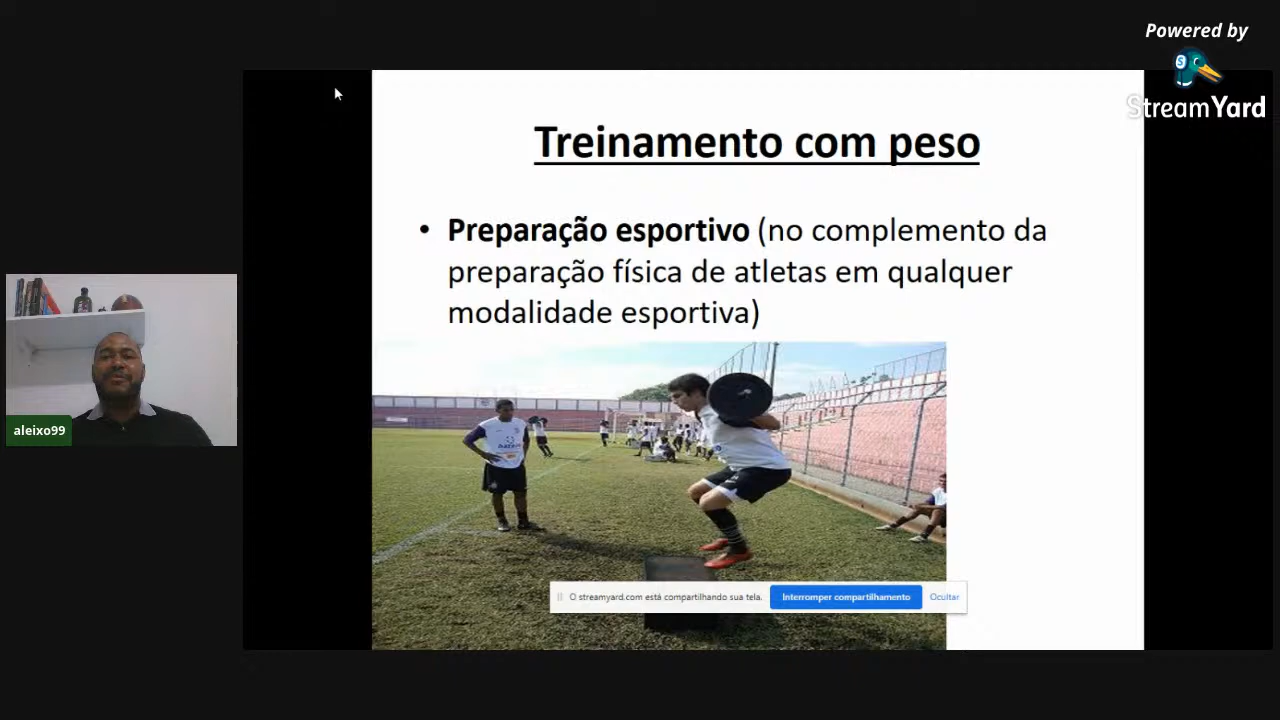 Powered by
StreamYard
Treinamento com peso
• Preparação esportivo (no complemento da
preparação física de atletas em qualquer
modalidade esportiva)
aleixo99
O streamyard.com está compartilhando sua tela.
Interromper compartilhamento
Ocultar